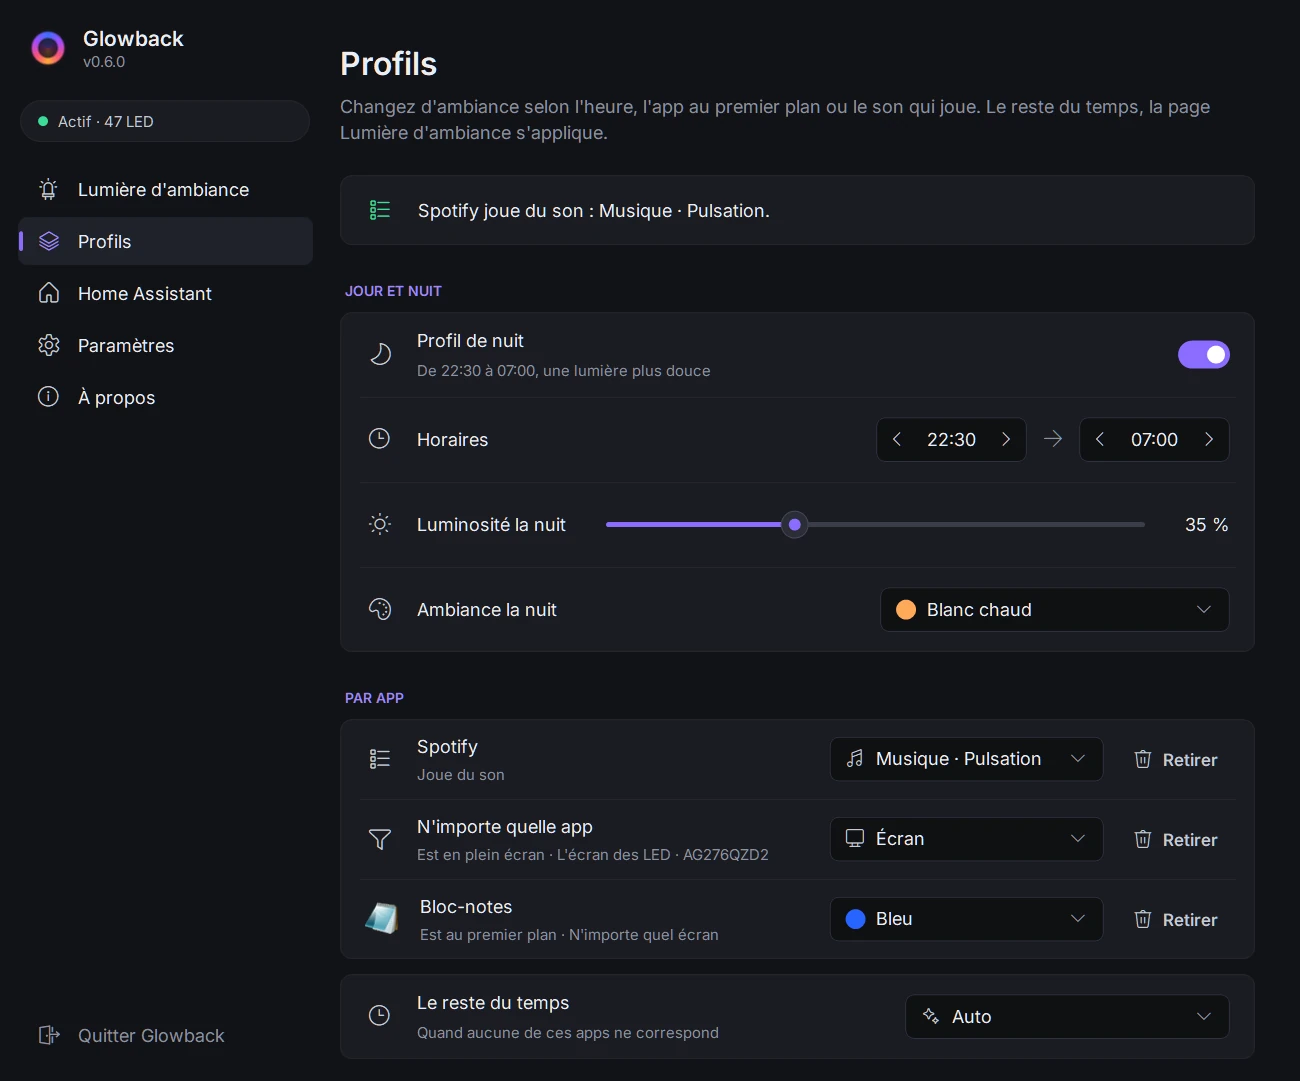 Glowback
v0.6.0
Actif · 47 LED
Lumière d'ambiance
Profils
Home Assistant
Paramètres
À propos
Quitter Glowback
Profils
Changez d'ambiance selon l'heure, l'app au premier plan ou le son qui joue. Le reste du temps, la page
Lumière d'ambiance s'applique.
Spotify joue du son : Musique · Pulsation.
JOUR ET NUIT
Profil de nuit
De 22:30 à 07:00, une lumière plus douce
Horaires
22:30
07:00
Luminosité la nuit
35 %
Ambiance la nuit
Blanc chaud
PAR APP
Spotify
Joue du son
Musique · Pulsation
Retirer
N'importe quelle app
Est en plein écran · L'écran des LED · AG276QZD2
Écran
Retirer
Bloc-notes
Est au premier plan · N'importe quel écran
Bleu
Retirer
Le reste du temps
Quand aucune de ces apps ne correspond
Auto